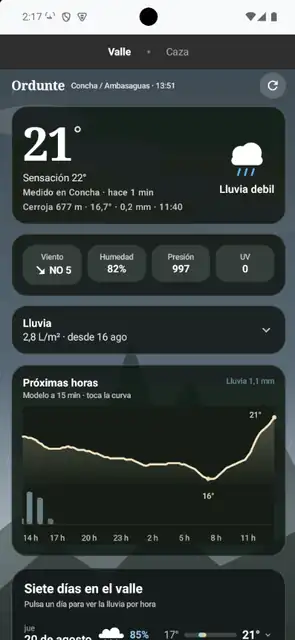 2:17
Valle • Caza
Ordunte Concha / Ambasaguas · 13:51
21°
Sensación 22°
Medido en Concha · hace 1 min
Cerroja 677 m · 16,7° · 0,2 mm · 11:40
Lluvia debil
Viento
↘ NO 5
Humedad
82%
Presión
997
UV
0
Lluvia
2,8 L/m² · desde 16 ago
Próximas horas
Lluvia 1,1 mm
Modelo a 15 min · toca la curva
21°
16°
14 h 17 h 20 h 23 h 2 h 5 h 8 h 11 h
Siete días en el valle
Pulsa un día para ver la lluvia por hora
jue
20 de agosto 85% 17° 21°